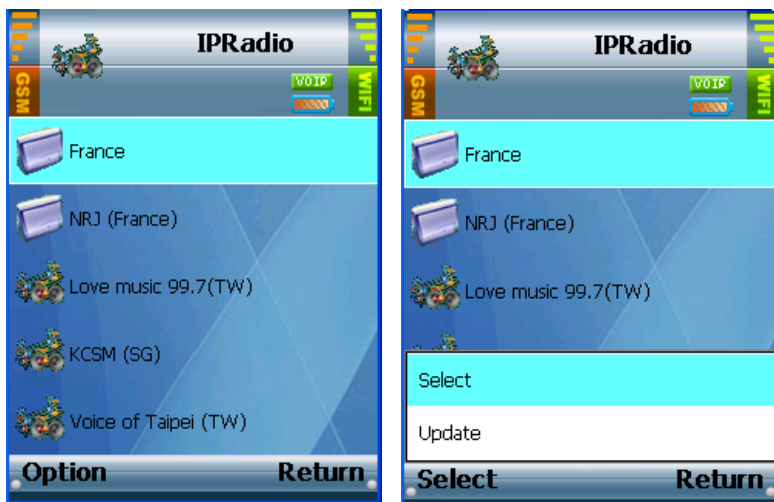 IPRadio
GSM
VOIP
WIFI
France
NRJ (France)
Love music 99.7(TW)
KCSM (SG)
Voice of Taipei (TW)
Option Return
IPRadio
GSM
VOIP
WIFI
France
NRJ (France)
Love music 99.7(TW)
Select
Update
Select Return